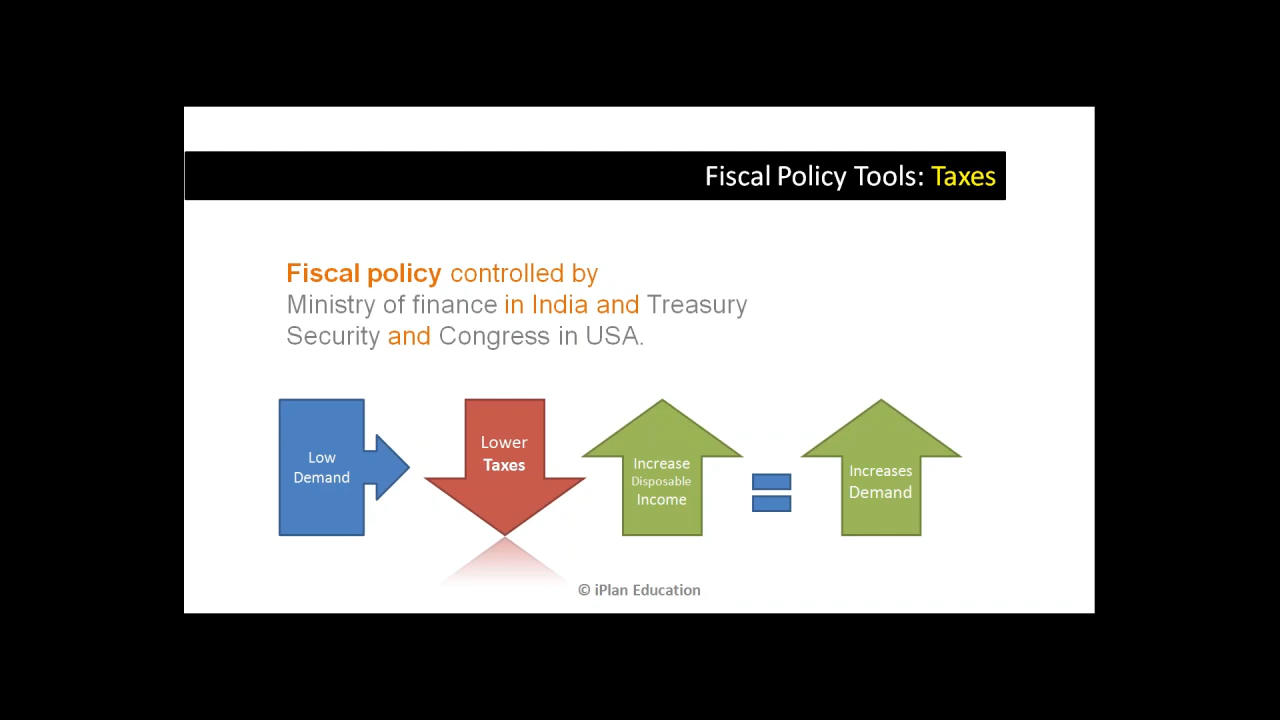 Fiscal Policy Tools: Taxes
Fiscal policy controlled by
Ministry of finance in India and Treasury
Security and Congress in USA.
Low
Demand
Lower
Taxes
Increase
Disposable
Income
Increases
Demand
© iPlan Education